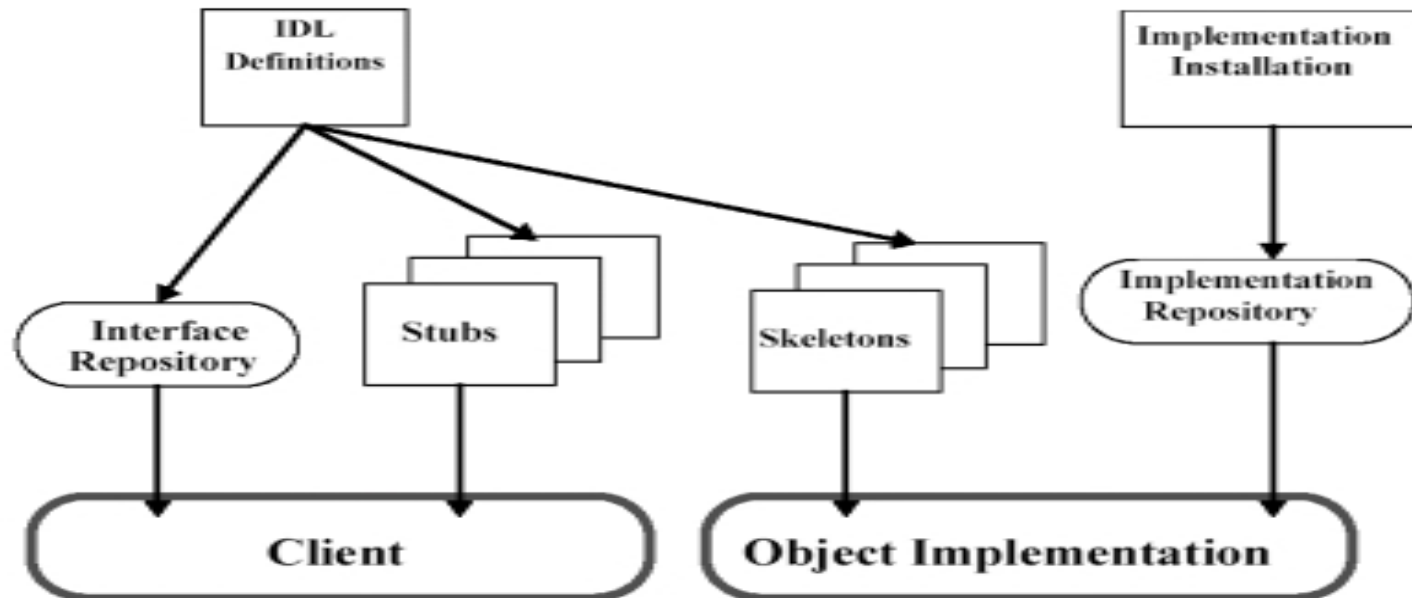 IDL
Definitions
Implementation
Installation
Interface
Repository
Stubs
Skeletons
Implementation
Repository
Client
Object Implementation